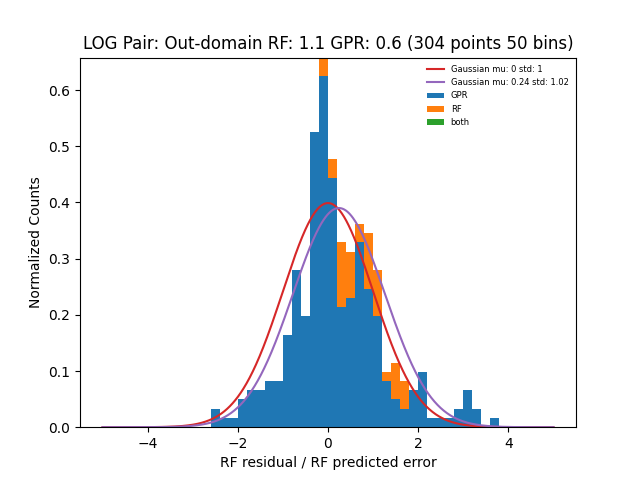 LOG Pair: Out-domain RF: 1.1 GPR: 0.6 (304 points 50 bins)
Gaussian mu: 0 std: 1
Gaussian mu: 0.24 std: 1.02
GPR
RF
both
Normalized Counts
0.6
0.5
0.4
0.3
0.2
0.1
0.0
−4
−2
0
2
4
RF residual / RF predicted error